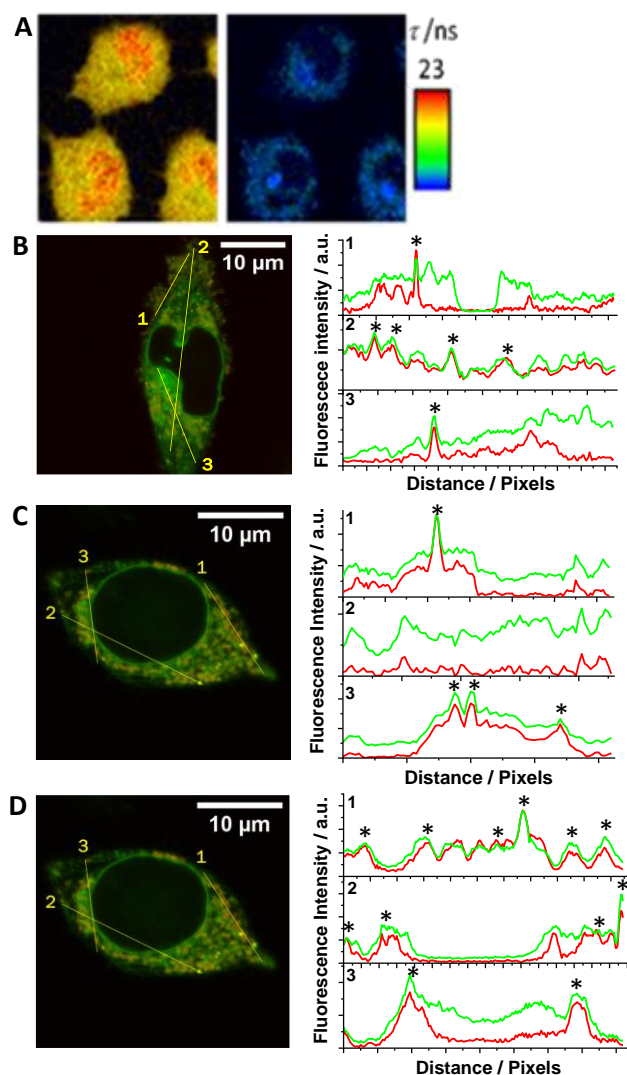 A
τ/ns
23
B
10 µm
2
1
3
Fluorescece intensity / a.u.
1
*
2
* * * *
3
*
Distance / Pixels
C
10 µm
3
1
2
Fluorescence Intensity / a.u.
1
*
2
3
* * *
Distance / Pixels
D
10 µm
3
1
2
Fluorescence Intensity / a.u.
1
* * * * * *
2
* * * *
3
* *
Distance / Pixels